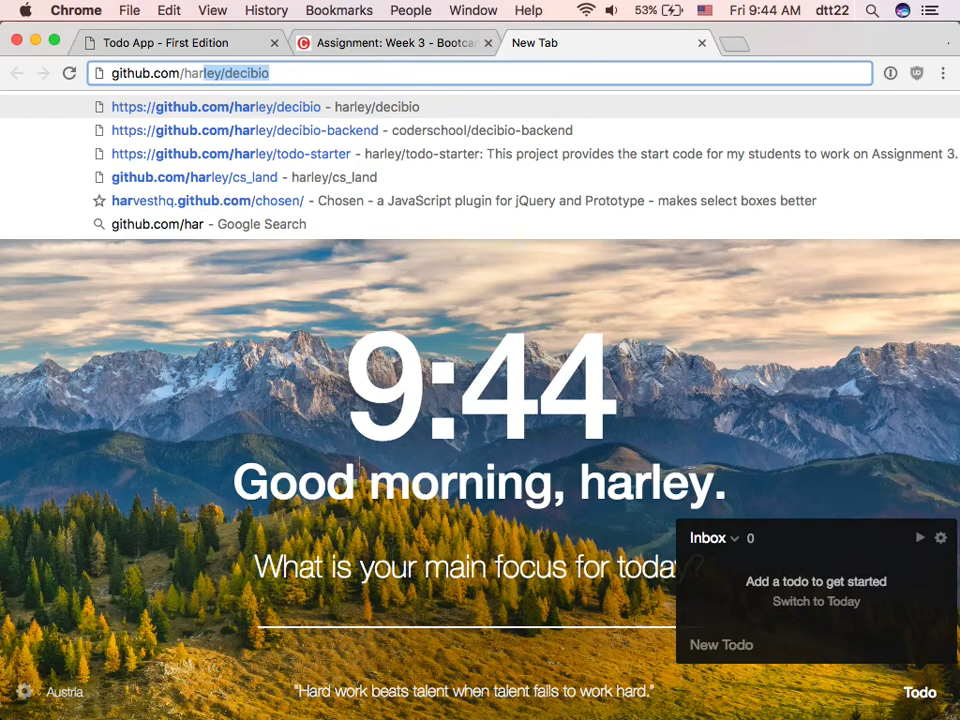 Chrome File Edit View History Bookmarks People Window Help 53% Fri 9:44 AM dtt22
Todo App - First Edition
Assignment: Week 3 - Bootca
New Tab
github.com/harley/decibio
https://github.com/harley/decibio - harley/decibio
https://github.com/harley/decibio-backend - coderschool/decibio-backend
https://github.com/harley/todo-starter - harley/todo-starter: This project provides the start code for my students to work on Assignment 3.
github.com/harley/cs_land - harley/cs_land
harvesthq.github.com/chosen/ - Chosen - a JavaScript plugin for jQuery and Prototype - makes select boxes better
github.com/har - Google Search
9:44
Good morning, harley.
What is your main focus for today?
Inbox 0
Add a todo to get started
Switch to Today
New Todo
Austria
"Hard work beats talent when talent fails to work hard."
Todo